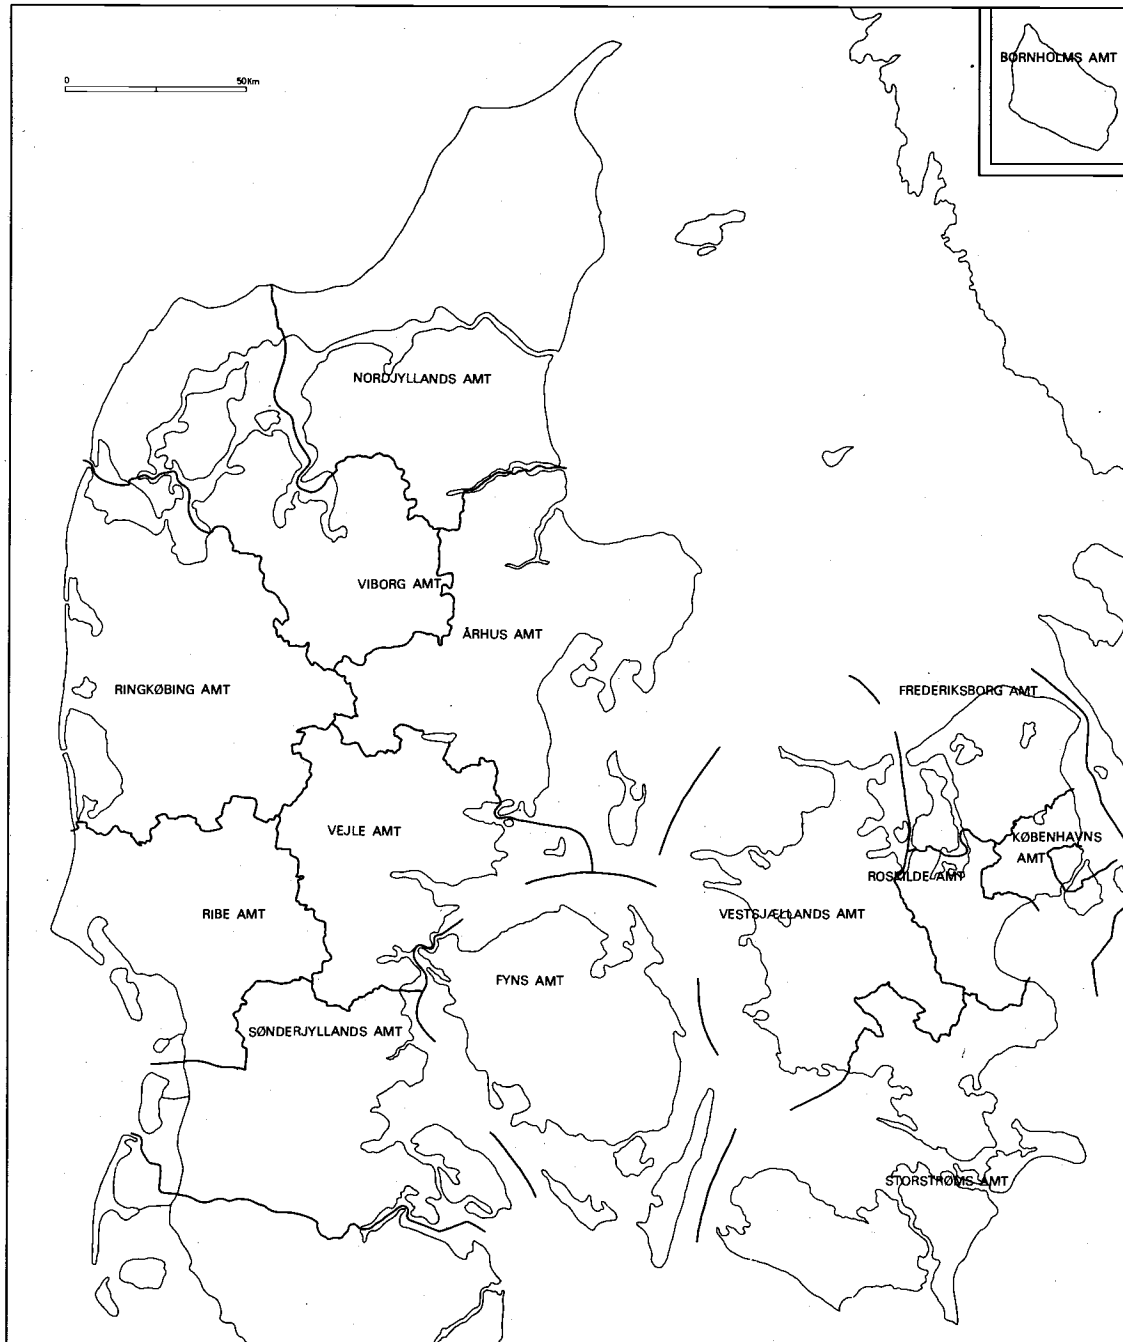 0 50Km
BORNHOLMS AMT
NORDJYLLANDS AMT
VIBORG AMT
ÅRHUS AMT
RINGKØBING AMT
FREDERIKSBORG AMT
VEJLE AMT
KØBENHAVNS
AMT
ROSKILDE AMT
RIBE AMT
VESTSJÆLLANDS AMT
FYNS AMT
SØNDERJYLLANDS AMT
STORSTRØMS AMT